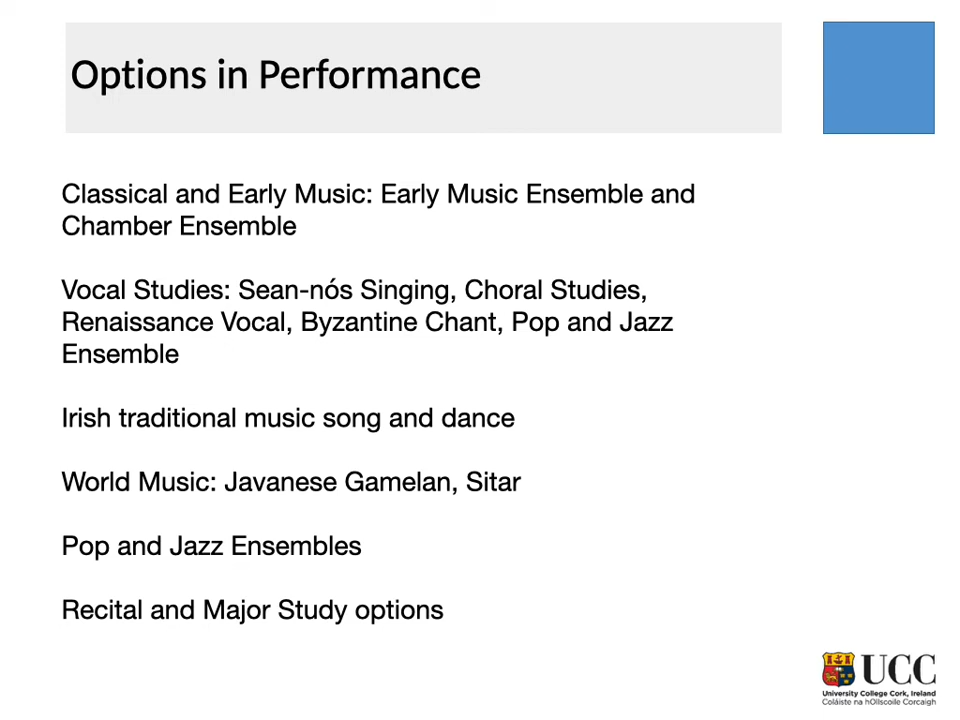 Options in Performance
Classical and Early Music: Early Music Ensemble and
Chamber Ensemble
Vocal Studies: Sean-nós Singing, Choral Studies,
Renaissance Vocal, Byzantine Chant, Pop and Jazz
Ensemble
Irish traditional music song and dance
World Music: Javanese Gamelan, Sitar
Pop and Jazz Ensembles
Recital and Major Study options
UCC
University College Cork, Ireland
Coláiste na hOllscoile Corcaigh